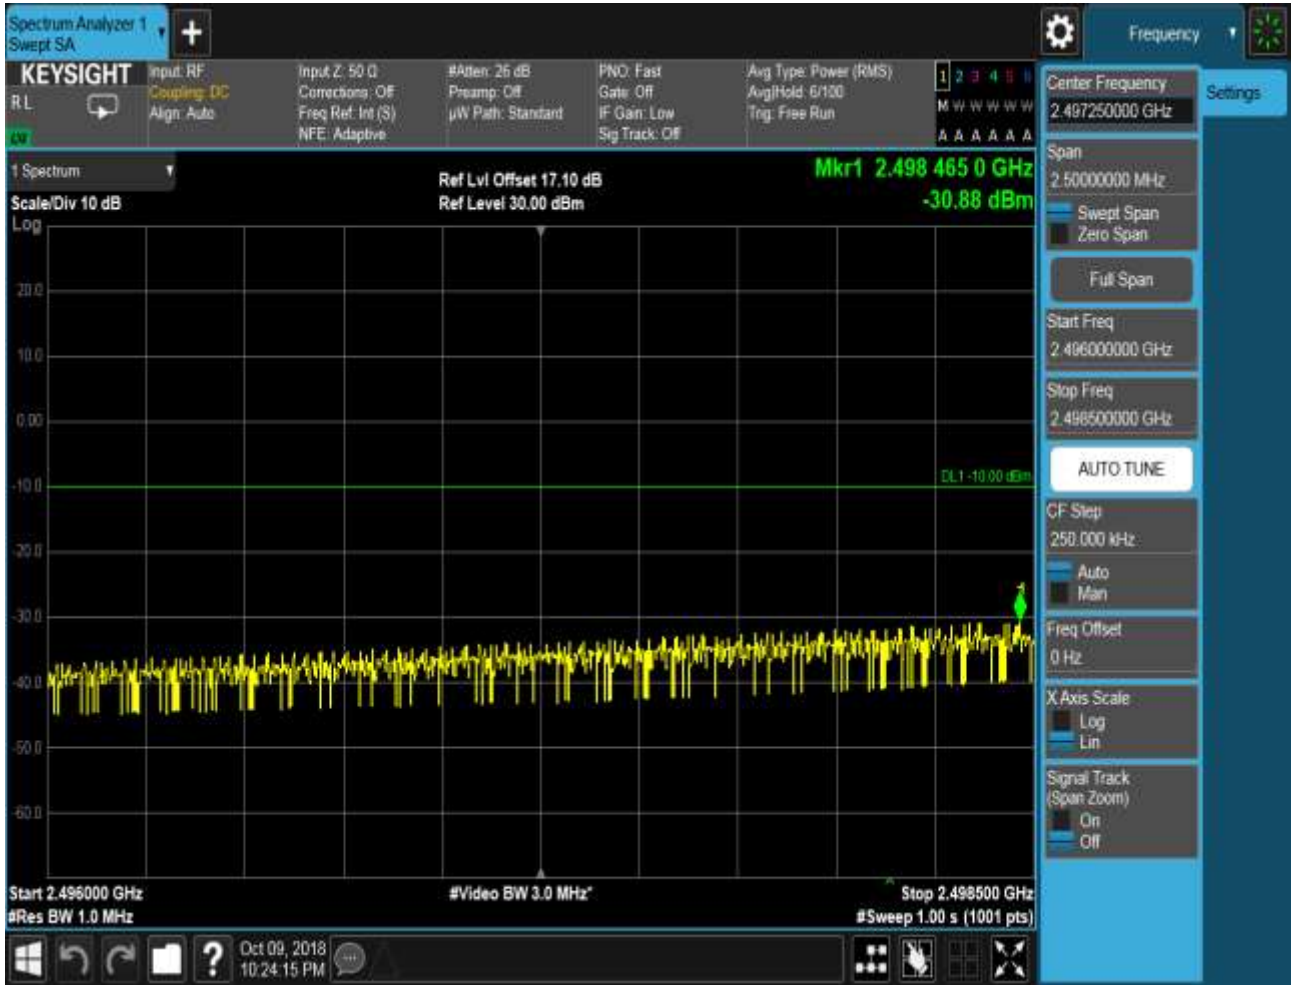 Spectrum Analyzer 1
Swept SA
+
Frequency
KEYSIGHT
R L
LXI
Input: RF
Coupling: DC
Align: Auto
Input Z: 50 Ω
Corrections: Off
Freq Ref: Int (S)
NFE: Adaptive
#Atten: 26 dB
Preamp: Off
µW Path: Standard
PNO: Fast
Gate: Off
IF Gain: Low
Sig Track: Off
Avg Type: Power (RMS)
Avg|Hold: 6/100
Trig: Free Run
1 2 3 4 5 6
M W W W W W
A A A A A A
1 Spectrum
Scale/Div 10 dB
Log
Ref Lvl Offset 17.10 dB
Ref Level 30.00 dBm
Mkr1 2.498 465 0 GHz
-30.88 dBm
20.0
10.0
0.00
-10.0
-20.0
-30.0
-40.0
-50.0
-60.0
DL1 -10.00 dBm
1
Start 2.496000 GHz
#Res BW 1.0 MHz
#Video BW 3.0 MHz*
Stop 2.498500 GHz
#Sweep 1.00 s (1001 pts)
Center Frequency
2.497250000 GHz
Settings
Span
2.50000000 MHz
Swept Span
Zero Span
Full Span
Start Freq
2.496000000 GHz
Stop Freq
2.498500000 GHz
AUTO TUNE
CF Step
250.000 kHz
Auto
Man
Freq Offset
0 Hz
X Axis Scale
Log
Lin
Signal Track
(Span Zoom)
On
Off
?
Oct 09, 2018
10:24:15 PM